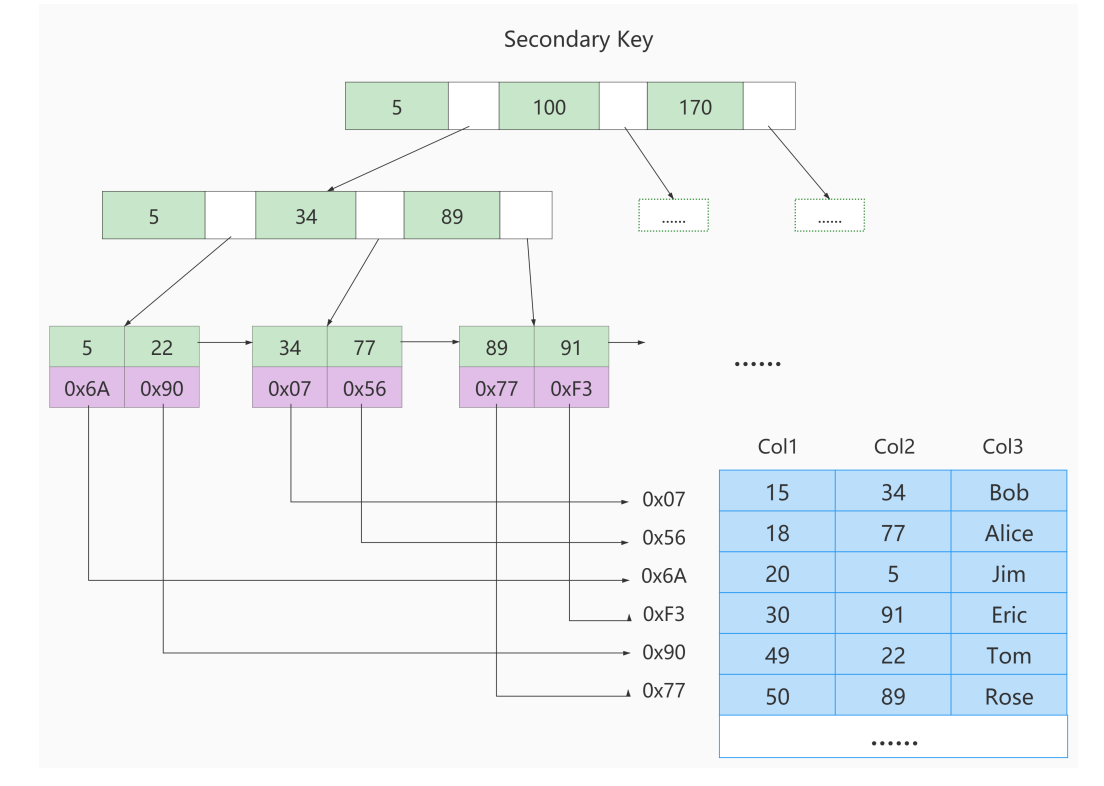 Secondary Key
5 100 170
5 34 89
...... ......
5 22 34 77 89 91
0x6A 0x90 0x07 0x56 0x77 0xF3
......
Col1 Col2 Col3
0x07 15 34 Bob
0x56 18 77 Alice
0x6A 20 5 Jim
0xF3 30 91 Eric
0x90 49 22 Tom
0x77 50 89 Rose
......